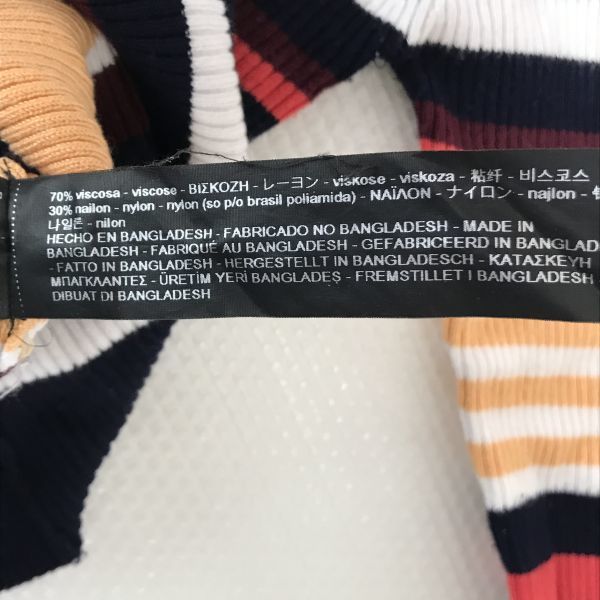 70% viscosa - viscose - ΒΙΣΚΟΖΗ - レーヨン - viskose - viskoza - 粘纤 - 비스코스
30% nailon - nylon - nylon (so p/o brasil poliamida) - ΝΑΪΛΟΝ - ナイロン - najlon -
나일론 - nilon
HECHO EN BANGLADESH - FABRICADO NO BANGLADESH - MADE IN
BANGLADESH - FABRIQUÉ AU BANGLADESH - GEFABRICEERD IN BANGLADE
- FATTO IN BANGLADESH - HERGESTELLT IN BANGLADESCH - ΚΑΤΑΣΚΕΥΗ
ΜΠΑΓΚΛΑΝΤΕΣ - ÜRETİM YERİ BANGLADEŞ - FREMSTILLET I BANGLADESH -
DIBUAT DI BANGLADESH